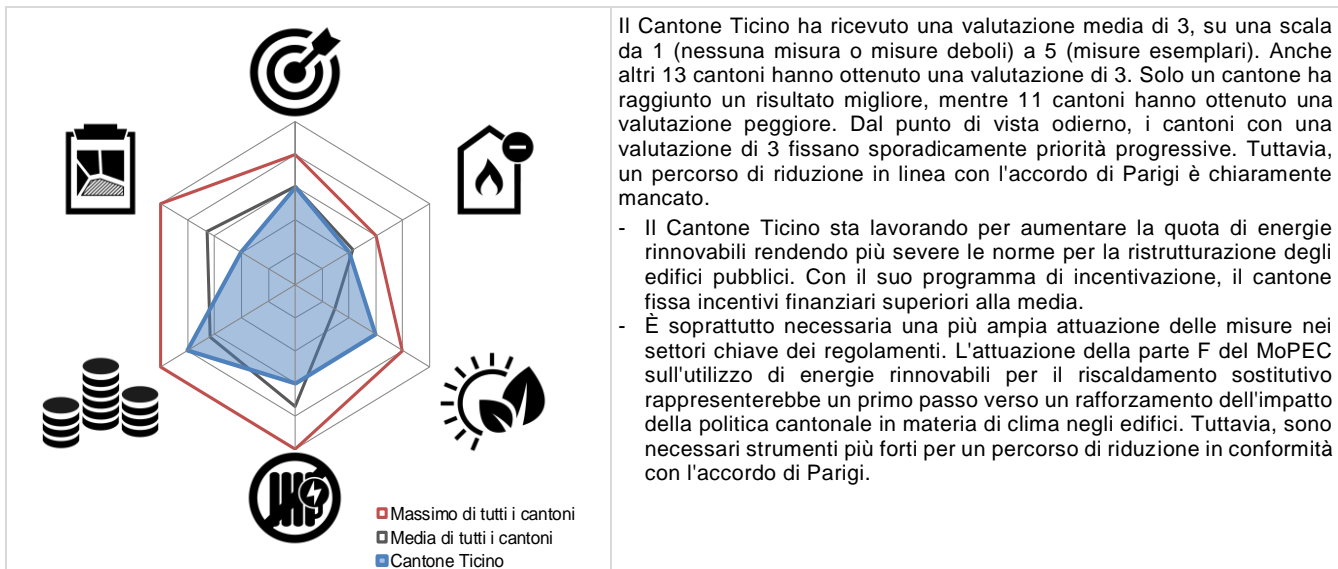 Il Cantone Ticino ha ricevuto una valutazione media di 3, su una scala
da 1 (nessuna misura o misure deboli) a 5 (misure esemplari). Anche
altri 13 cantoni hanno ottenuto una valutazione di 3. Solo un cantone ha
raggiunto un risultato migliore, mentre 11 cantoni hanno ottenuto una
valutazione peggiore. Dal punto di vista odierno, i cantoni con una
valutazione di 3 fissano sporadicamente priorità progressive. Tuttavia,
un percorso di riduzione in linea con l'accordo di Parigi è chiaramente
mancato.
- Il Cantone Ticino sta lavorando per aumentare la quota di energie
rinnovabili rendendo più severe le norme per la ristrutturazione degli
edifici pubblici. Con il suo programma di incentivazione, il cantone
fissa incentivi finanziari superiori alla media.
- È soprattutto necessaria una più ampia attuazione delle misure nei
settori chiave dei regolamenti. L'attuazione della parte F del MoPEC
sull'utilizzo di energie rinnovabili per il riscaldamento sostitutivo
rappresenterebbe un primo passo verso un rafforzamento dell'impatto
della politica cantonale in materia di clima negli edifici. Tuttavia, sono
necessari strumenti più forti per un percorso di riduzione in conformità
con l'accordo di Parigi.
Massimo di tutti i cantoni
Media di tutti i cantoni
Cantone Ticino